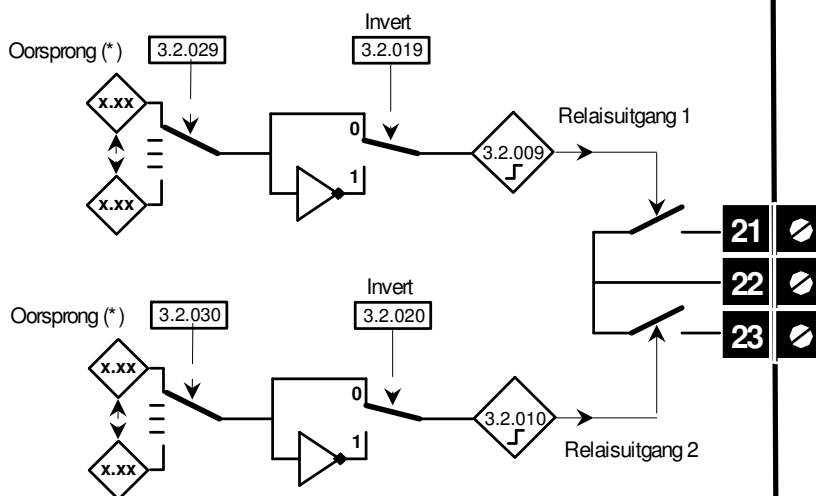 Invert
Oorsprong (*) 3.2.029 3.2.019
x.xx
0
3.2.009
Relaisuitgang 1
1
x.xx
21
22
23
Invert
Oorsprong (*) 3.2.030 3.2.020
x.xx
0
3.2.010
1
Relaisuitgang 2
x.xx